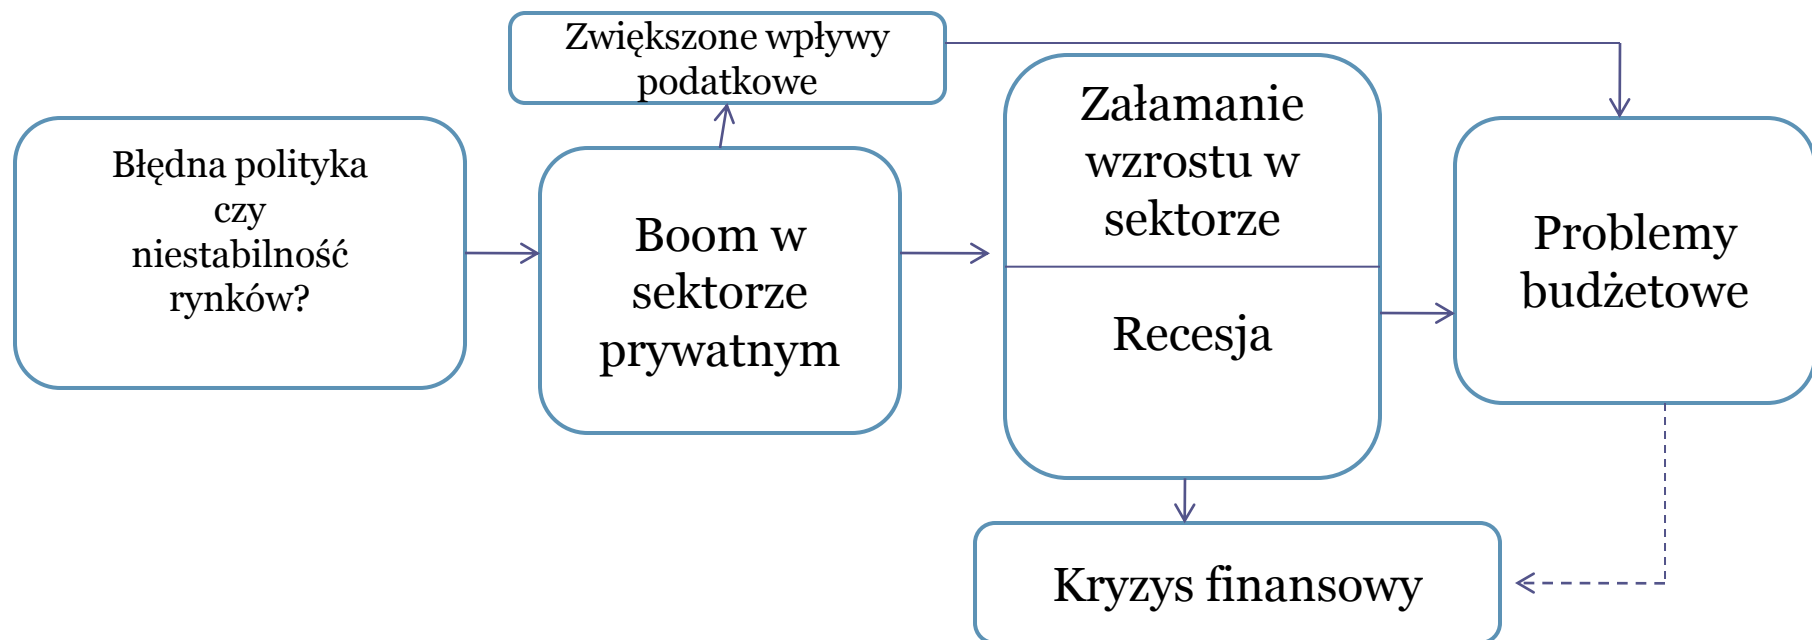 Zwiększone wpływy
podatkowe
Błędna polityka
czy
niestabilność
rynków?
Boom w
sektorze
prywatnym
Załamanie
wzrostu w
sektorze
Recesja
Problemy
budżetowe
Kryzys finansowy